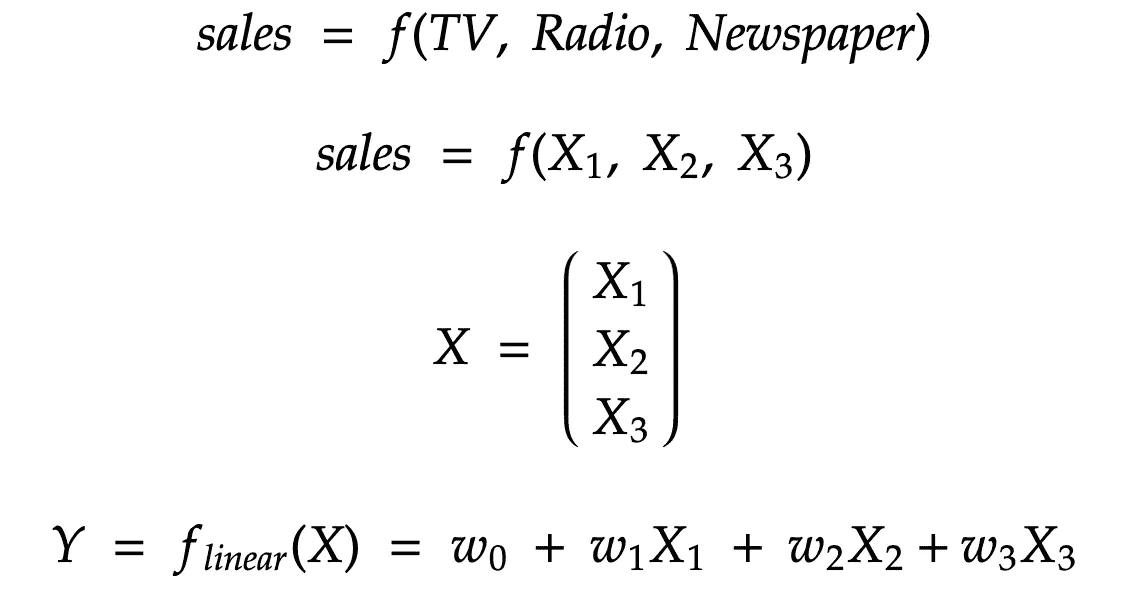 sales = f(TV, Radio, Newspaper)
sales = f(X₁, X₂, X₃)
X = ( X₁
X₂
X₃ )
Y = f_linear(X) = w₀ + w₁X₁ + w₂X₂ + w₃X₃